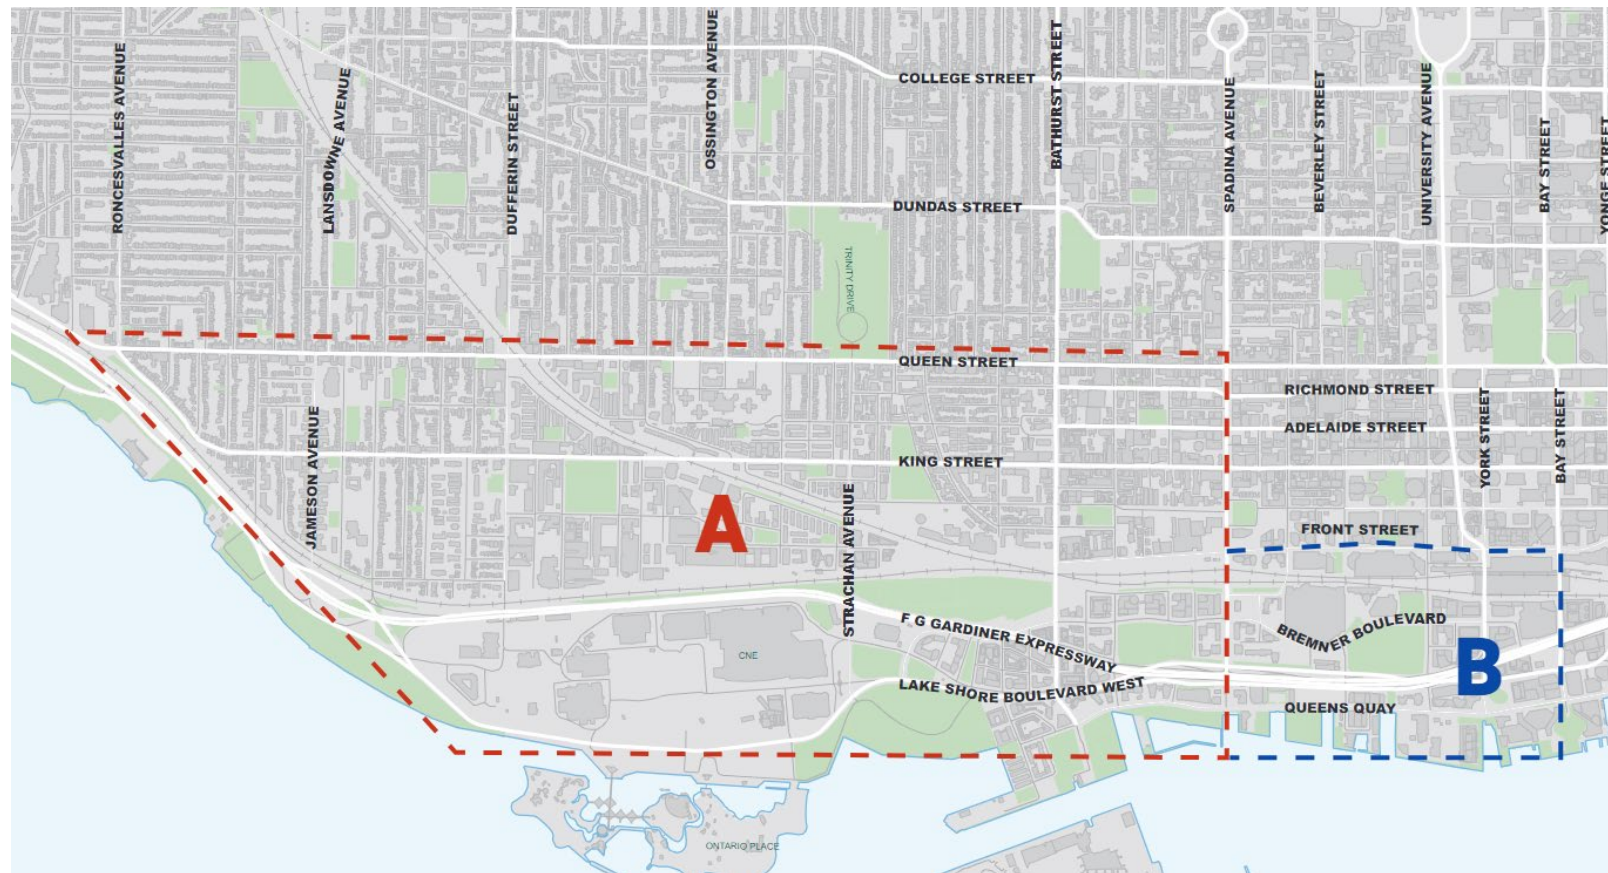 COLLEGE STREET
RONCESVALLES AVENUE
LANSDOWNE AVENUE
DUFFERIN STREET
OSSINGTON AVENUE
BATHURST STREET
SPADINA AVENUE
BEVERLEY STREET
UNIVERSITY AVENUE
BAY STREET
YONGE STREET
DUNDAS STREET
TRINITY DRIVE
QUEEN STREET
RICHMOND STREET
ADELAIDE STREET
JAMESON AVENUE
KING STREET
YORK STREET
BAY STREET
A
STRACHAN AVENUE
FRONT STREET
F G GARDINER EXPRESSWAY
BREMNER BOULEVARD
CNE
B
LAKE SHORE BOULEVARD WEST
QUEENS QUAY
ONTARIO PLACE